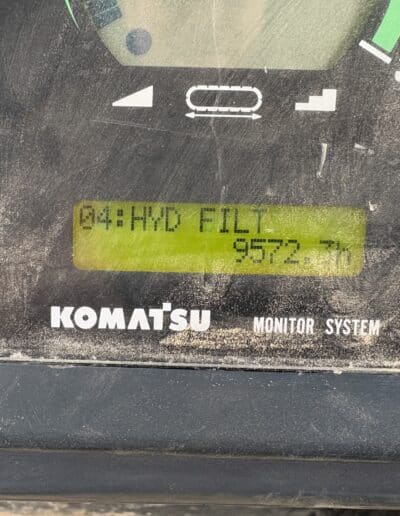 04:HYD FILT
9572.7h
KOMATSU
MONITOR SYSTEM